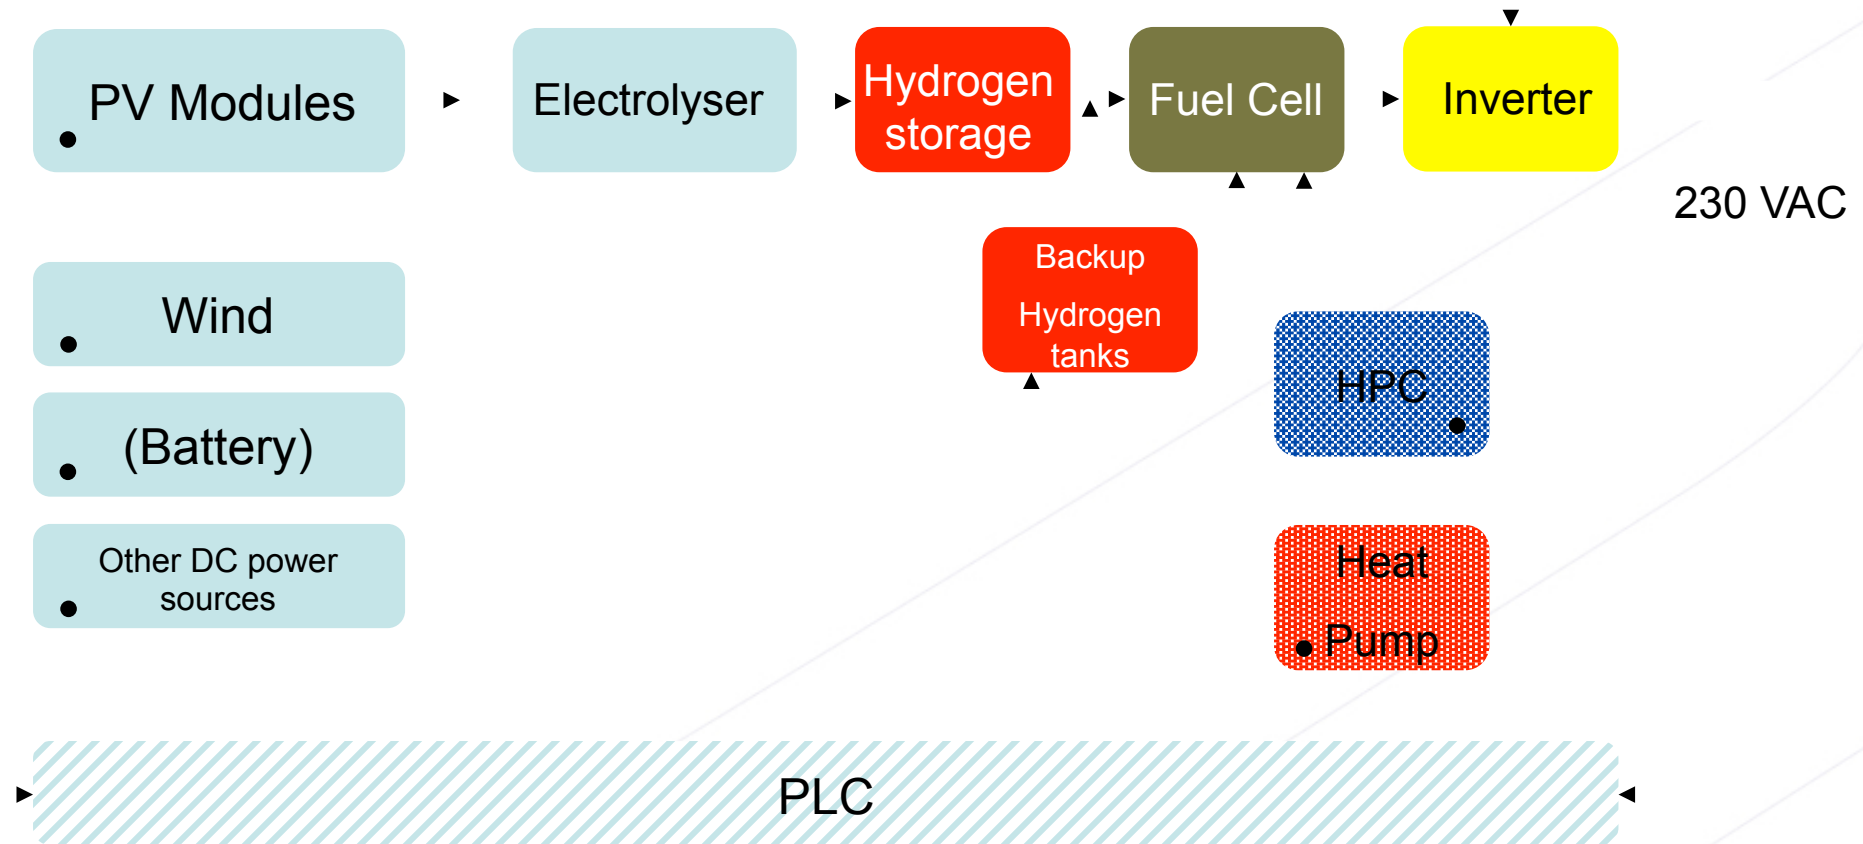 PV Modules
Electrolyser
Hydrogen
storage
Fuel Cell
Inverter
230 VAC
Backup
Hydrogen
tanks
Wind
HPC
(Battery)
Other DC power
sources
Heat
Pump
PLC